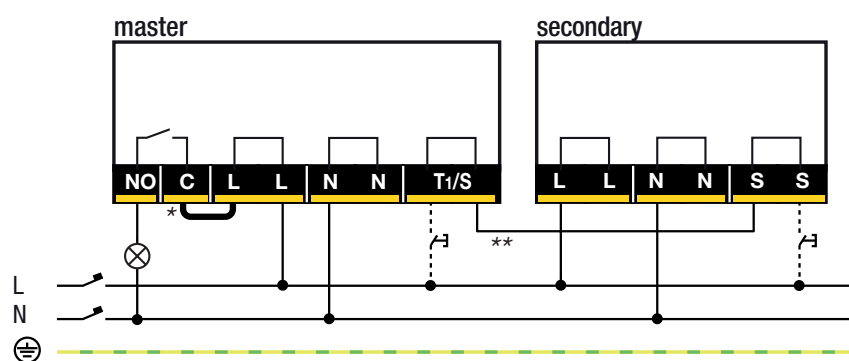 master secondary
NO C L L N N T1/S L L N N S S
* **
L
N